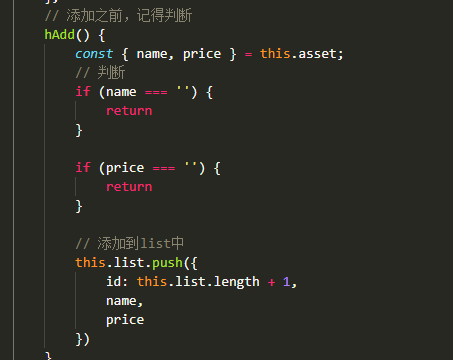 // 添加之前，记得判断
hAdd() {
const { name, price } = this.asset;
// 判断
if (name === '') {
return
}
if (price === '') {
return
}
// 添加到list中
this.list.push({
id: this.list.length + 1,
name,
price
})
}